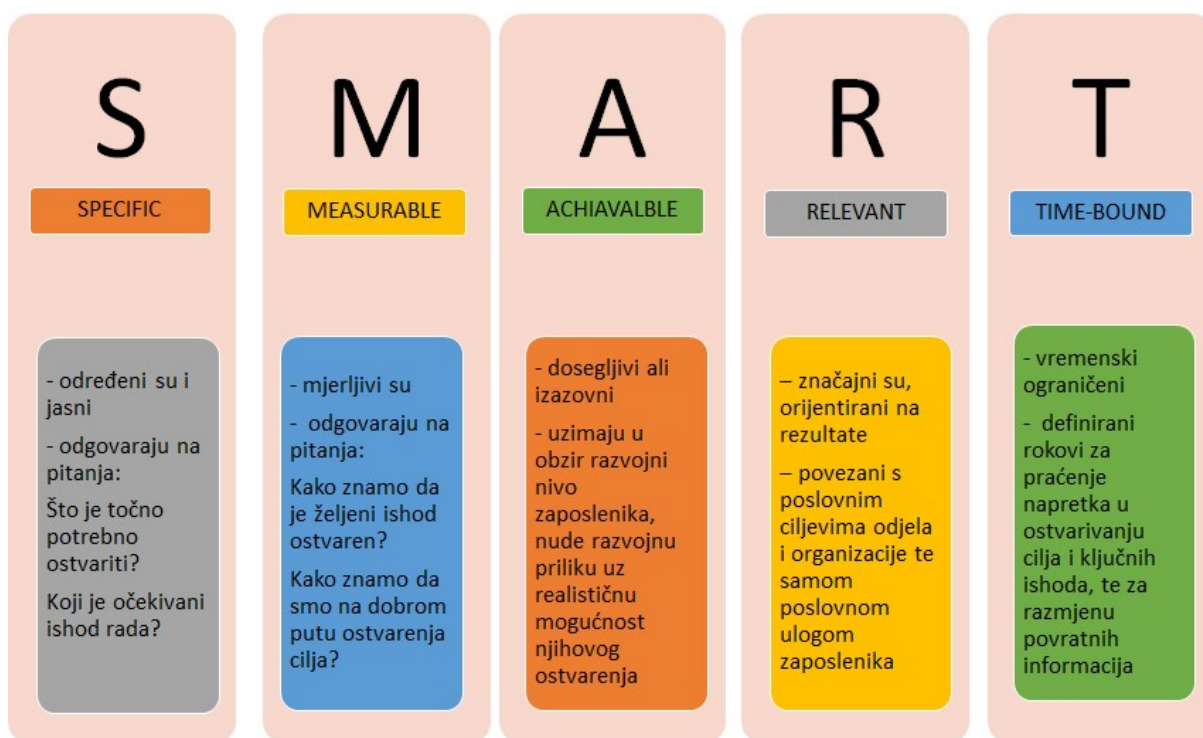 S
SPECIFIC
- određeni su i
jasni
- odgovaraju na
pitanja:
Što je točno
potrebno
ostvariti?
Koji je očekivani
ishod rada?
M
MEASURABLE
- mjerljivi su
- odgovaraju na
pitanja:
Kako znamo da
je željeni ishod
ostvaren?
Kako znamo da
smo na dobrom
putu ostvarenja
cilja?
A
ACHIAVALBLE
- dosegljivi ali
izazovni
- uzimaju u
obzir razvojni
nivo
zaposlenika,
nude razvojnu
priliku uz
realističnu
mogućnost
njihovog
ostvarenja
R
RELEVANT
– značajni su,
orijentirani na
rezultate
– povezani s
poslovnim
ciljevima odjela
i organizacije te
samom
poslovnom
ulogom
zaposlenika
T
TIME-BOUND
- vremenski
ograničeni
- definirani
rokovi za
praćenje
napretka u
ostvarivanju
cilja i ključnih
ishoda, te za
razmjenu
povratnih
informacija